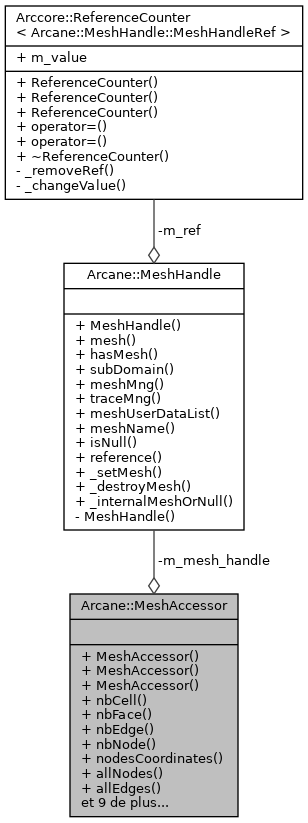 Arccore::ReferenceCounter
< Arcane::MeshHandle::MeshHandleRef >
+ m_value
+ ReferenceCounter()
+ ReferenceCounter()
+ ReferenceCounter()
+ operator=()
+ operator=()
+ ~ReferenceCounter()
- _removeRef()
- _changeValue()
-m_ref
Arcane::MeshHandle
+ MeshHandle()
+ mesh()
+ hasMesh()
+ subDomain()
+ meshMng()
+ traceMng()
+ meshUserDataList()
+ meshName()
+ isNull()
+ reference()
+ _setMesh()
+ _destroyMesh()
+ _internalMeshOrNull()
- MeshHandle()
-m_mesh_handle
Arcane::MeshAccessor
+ MeshAccessor()
+ MeshAccessor()
+ MeshAccessor()
+ nbCell()
+ nbFace()
+ nbEdge()
+ nbNode()
+ nodesCoordinates()
+ allNodes()
+ allEdges()
et 9 de plus...